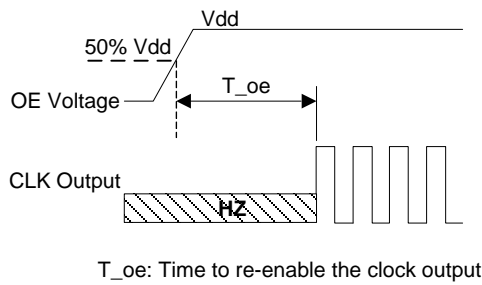 Vdd
50% Vdd
T_oe
OE Voltage
CLK Output
HZ
T_oe: Time to re-enable the clock output